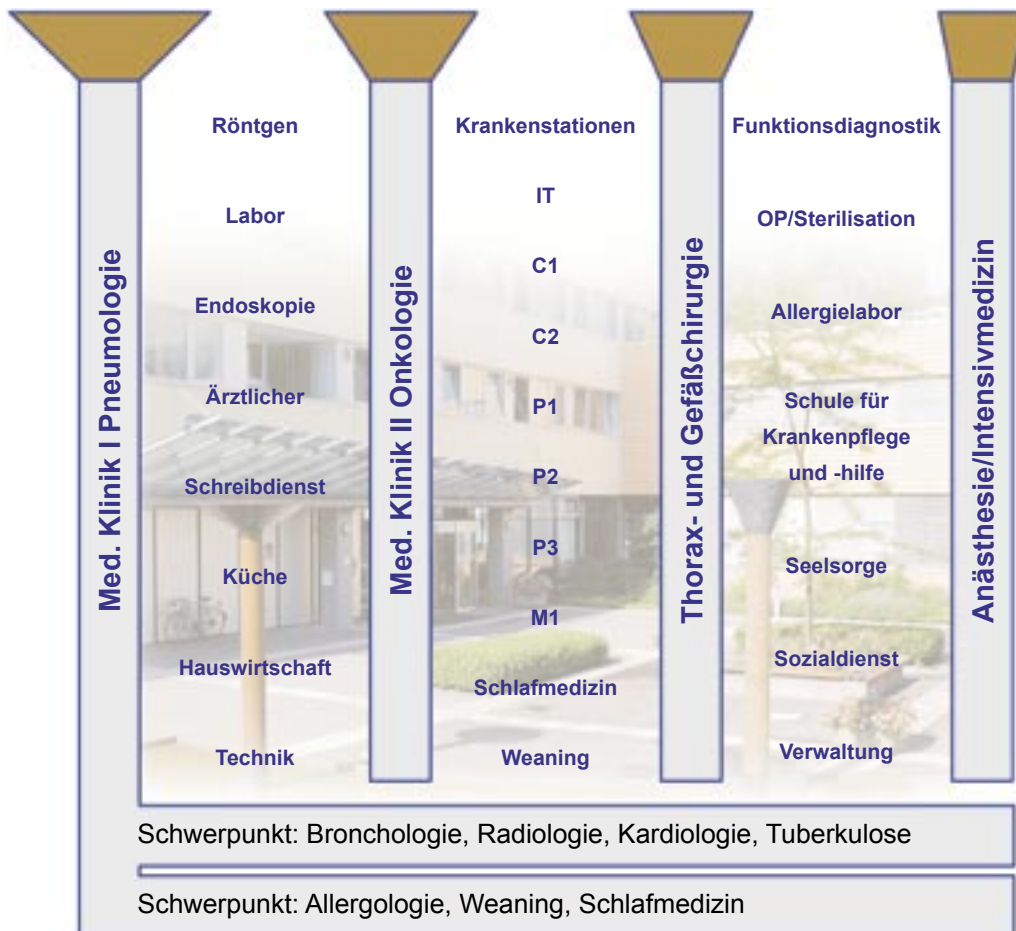 Med. Klinik I Pneumologie
Röntgen
Labor
Endoskopie
Ärztlicher
Schreibdienst
Küche
Hauswirtschaft
Technik
Med. Klinik II Onkologie
Krankenstationen
IT
C1
C2
P1
P2
P3
M1
Schlafmedizin
Weaning
Thorax- und Gefäßchirurgie
Funktionsdiagnostik
OP/Sterilisation
Allergielabor
Schule für
Krankenpflege
und -hilfe
Seelsorge
Sozialdienst
Verwaltung
Anästhesie/Intensivmedizin
Schwerpunkt: Bronchologie, Radiologie, Kardiologie, Tuberkulose
Schwerpunkt: Allergologie, Weaning, Schlafmedizin